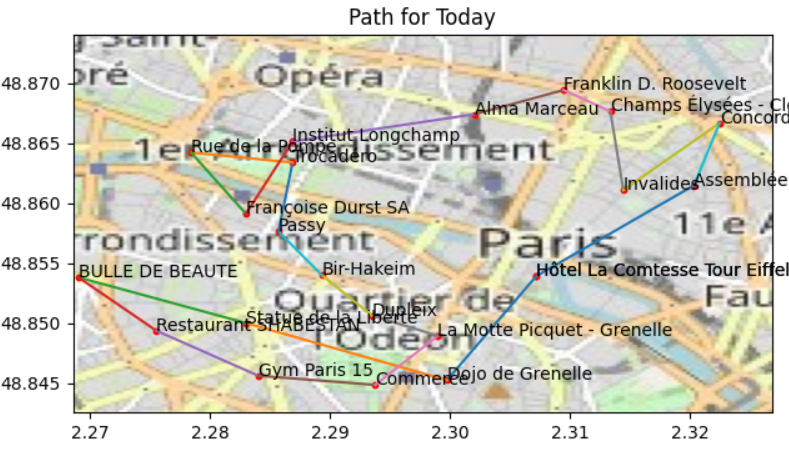 Path for Today
g Saint-
oré
Opéra
Franklin D. Roosevelt
Alma Marceau
Champs Élysées - Cl
Concord
Institut Longchamp
Rue de la Pompe
1er Arrondissement
Trocadéro
Invalides
Assemblée
Françoise Durst SA
Passy
11e A
rrondissement
Paris
BULLE DE BEAUTE
Bir-Hakeim
Hôtel La Comtesse Tour Eiffel
Quartier de
Fau
Statue de la Liberté
Dupleix
Restaurant SHABESTAN
La Motte Picquet - Grenelle
Odéon
Gym Paris 15
Commerce
Dojo de Grenelle
48.870
48.865
48.860
48.855
48.850
48.845
2.27 2.28 2.29 2.30 2.31 2.32